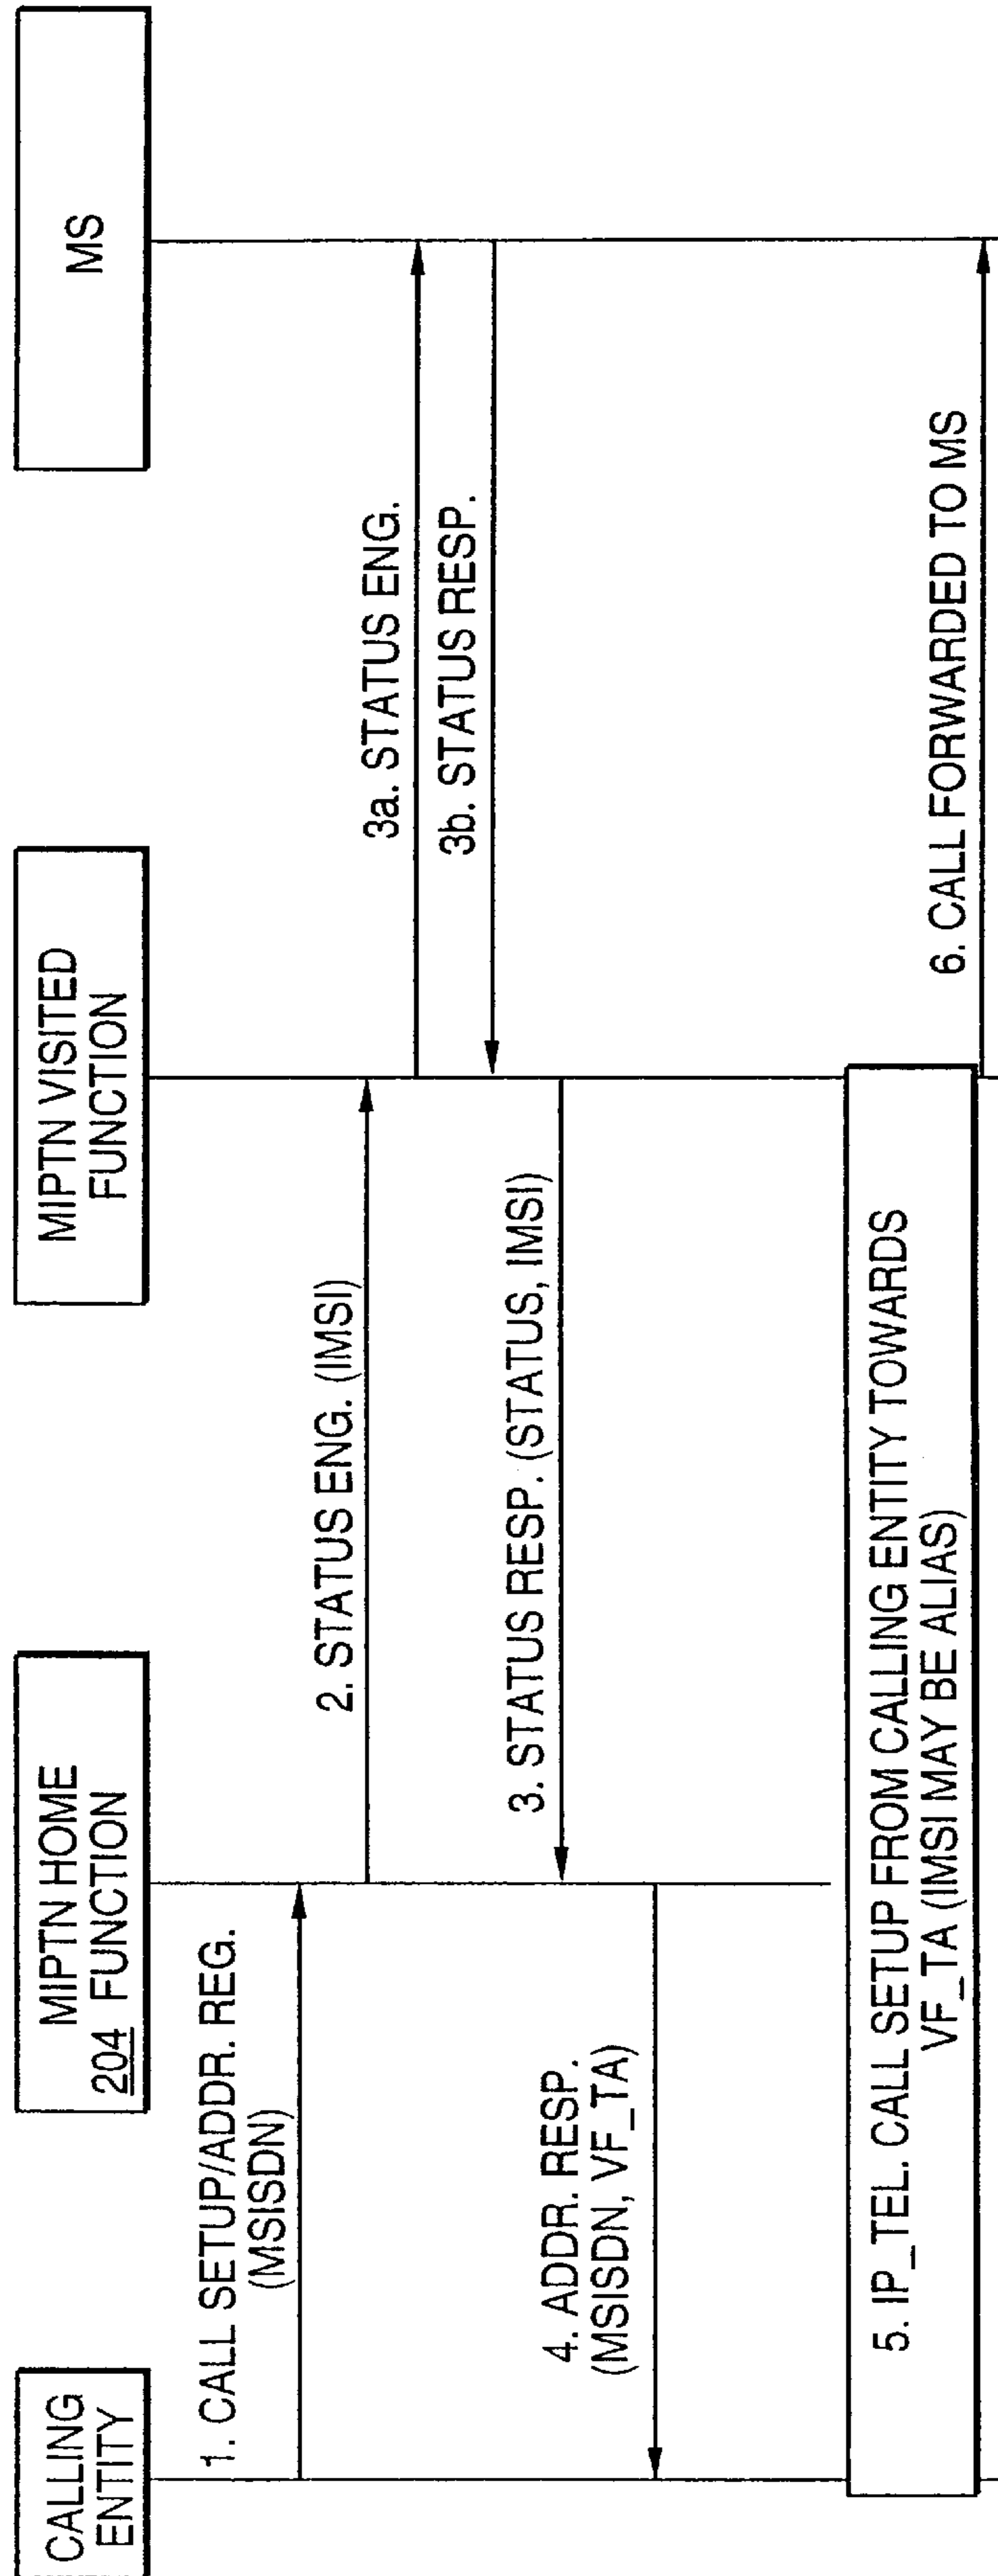 CALLING
ENTITY
MIPTN HOME
204 FUNCTION
MIPTN VISITED
FUNCTION
MS
1. CALL SETUP/ADDR. REG.
(MSISDN)
2. STATUS ENG. (IMSI)
3a. STATUS ENG.
3b. STATUS RESP.
3. STATUS RESP. (STATUS, IMSI)
4. ADDR. RESP.
(MSISDN, VF_TA)
5. IP_TEL. CALL SETUP FROM CALLING ENTITY TOWARDS
VF_TA (IMSI MAY BE ALIAS)
6. CALL FORWARDED TO MS